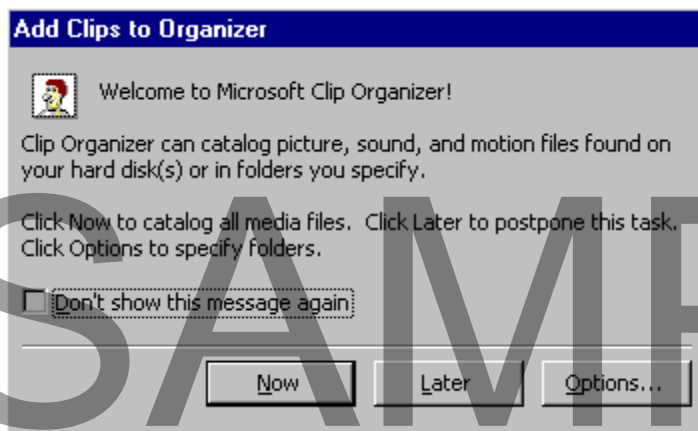 Add Clips to Organizer
Welcome to Microsoft Clip Organizer!
Clip Organizer can catalog picture, sound, and motion files found on
your hard disk(s) or in folders you specify.
Click Now to catalog all media files.  Click Later to postpone this task.
Click Options to specify folders.
Don't show this message again
Now
Later
Options...
SAMP